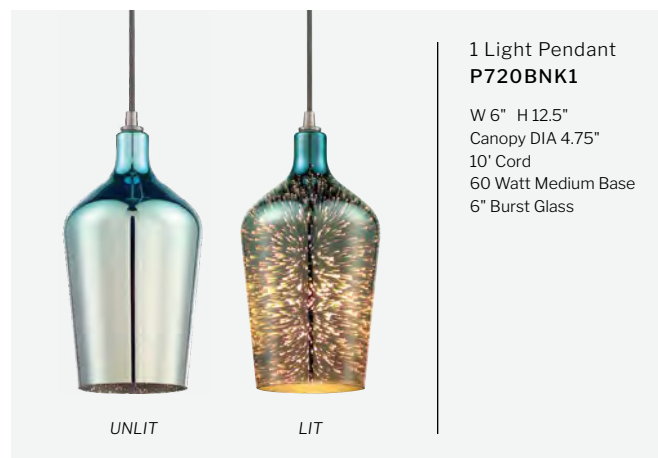 1 Light Pendant
P720BNK1
W 6" H 12.5"
Canopy DIA 4.75"
10' Cord
60 Watt Medium Base
6" Burst Glass
UNLIT
LIT